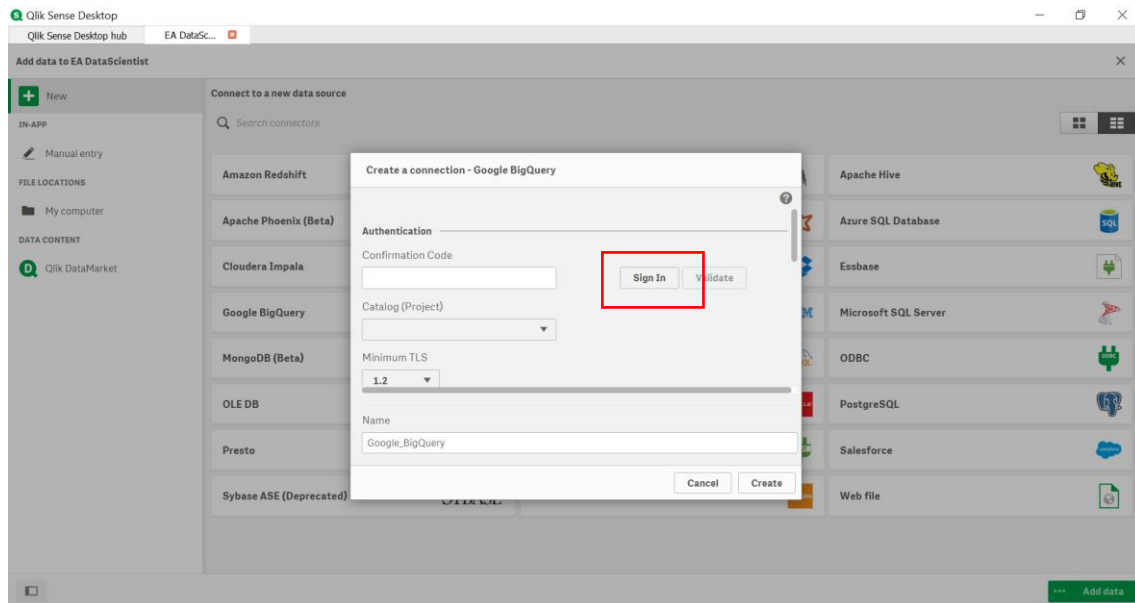 Qlik Sense Desktop
Qlik Sense Desktop hub EA DataSc...
Add data to EA DataScientist
New
IN-APP
Manual entry
FILE LOCATIONS
My computer
DATA CONTENT
Qlik DataMarket
Connect to a new data source
Search connectors
Amazon Redshift
Apache Hive
HIVE
Apache Phoenix (Beta)
Azure SQL Database
SQL
Cloudera Impala
Essbase
Google BigQuery
Microsoft SQL Server
MongoDB (Beta)
ODBC
ODBC
OLE DB
PostgreSQL
Presto
Salesforce
salesforce
Sybase ASE (Deprecated)
Web file
Create a connection - Google BigQuery
Authentication
Confirmation Code
Sign In Validate
Catalog (Project)
Minimum TLS
1.2
Name
Google_BigQuery
Cancel Create
Add data